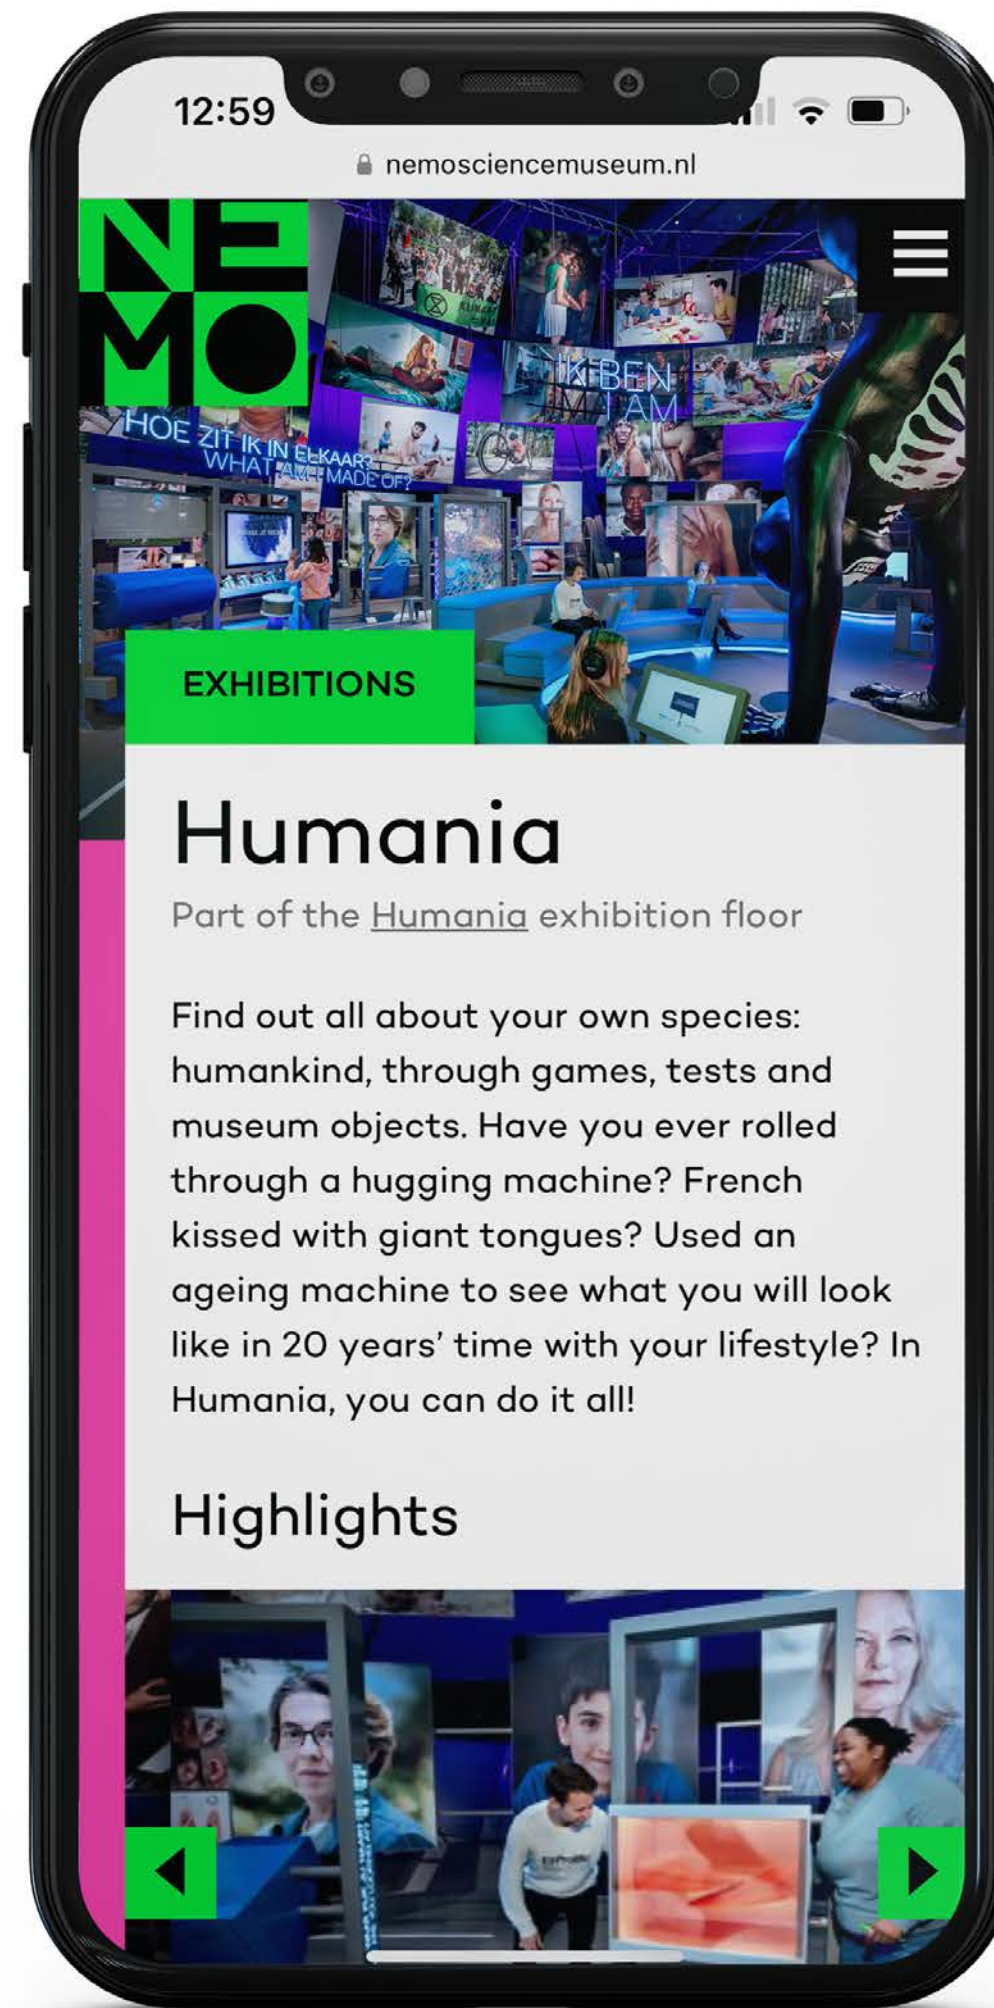 12:59
nemosciencemuseum.nl
NE
MO
IK BEN
I AM
HOE ZIT IK IN ELKAAR?
WHAT AM I MADE OF?
EXHIBITIONS
Humania
Part of the Humania exhibition floor
Find out all about your own species:
humankind, through games, tests and
museum objects. Have you ever rolled
through a hugging machine? French
kissed with giant tongues? Used an
ageing machine to see what you will look
like in 20 years’ time with your lifestyle? In
Humania, you can do it all!
Highlights